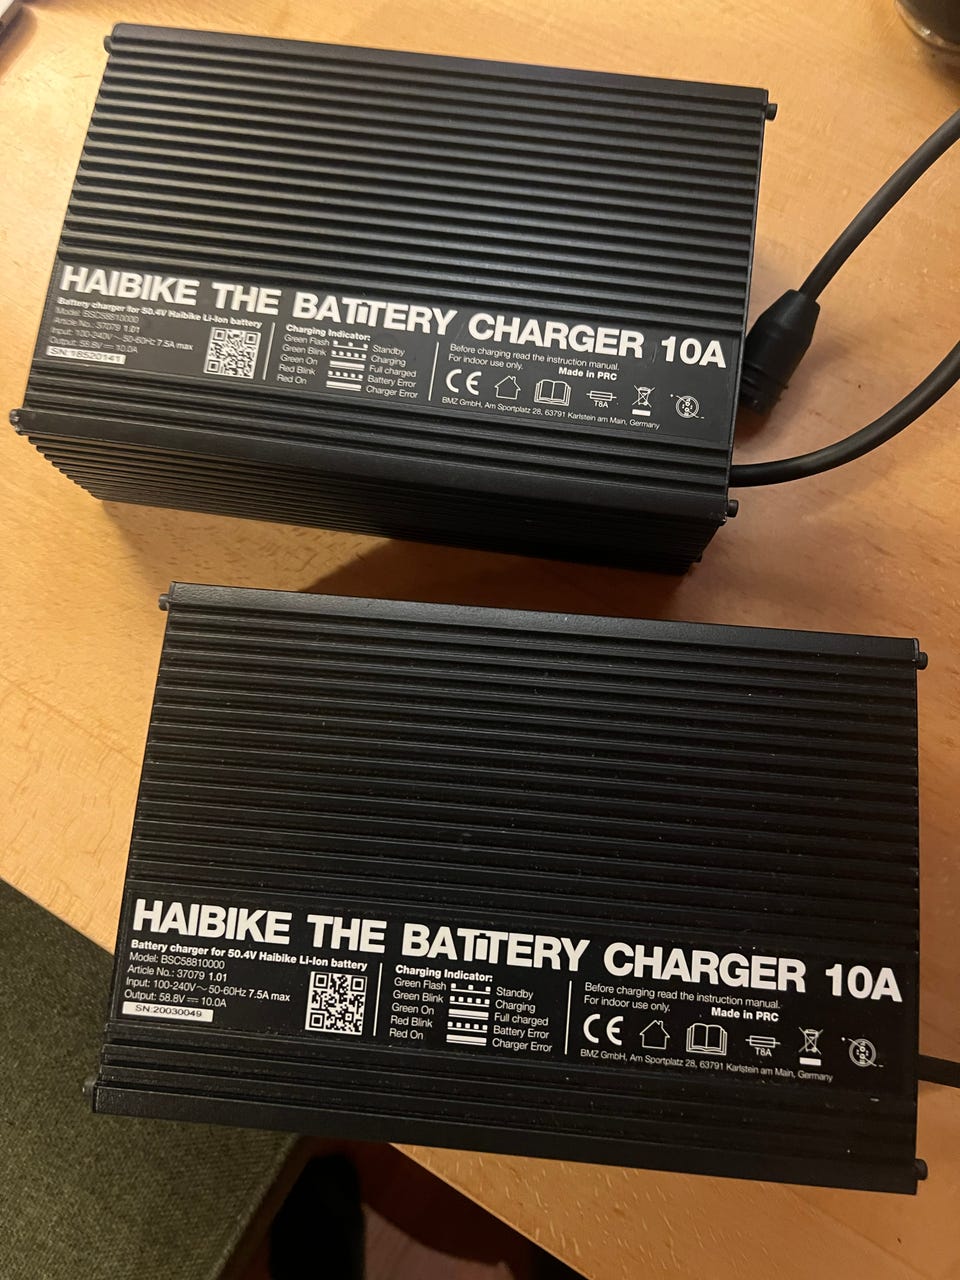 HAIBIKE THE BATTERY CHARGER 10A
Battery charger for 50.4V Haibike Li-Ion battery
Model: BSC58810000
Article No.: 37079 1.01
Input: 100-240V～ 50-60Hz 7.5A max
Output: 58.8V⎓10.0A
SN:18520141
Charging Indicator:
Green Flash Standby
Green Blink Charging
Green On Full charged
Red Blink Battery Error
Red On Charger Error
Before charging read the instruction manual.
For indoor use only.
Made in PRC
CE
T8A
BMZ GmbH, Am Sportplatz 28, 63791 Karlstein am Main, Germany
HAIBIKE THE BATTERY CHARGER 10A
Battery charger for 50.4V Haibike Li-Ion battery
Model: BSC58810000
Article No.: 37079 1.01
Input: 100-240V～ 50-60Hz 7.5A max
Output: 58.8V⎓10.0A
SN:20030049
Charging Indicator:
Green Flash Standby
Green Blink Charging
Green On Full charged
Red Blink Battery Error
Red On Charger Error
Before charging read the instruction manual.
For indoor use only.
Made in PRC
CE
T8A
BMZ GmbH, Am Sportplatz 28, 63791 Karlstein am Main, Germany